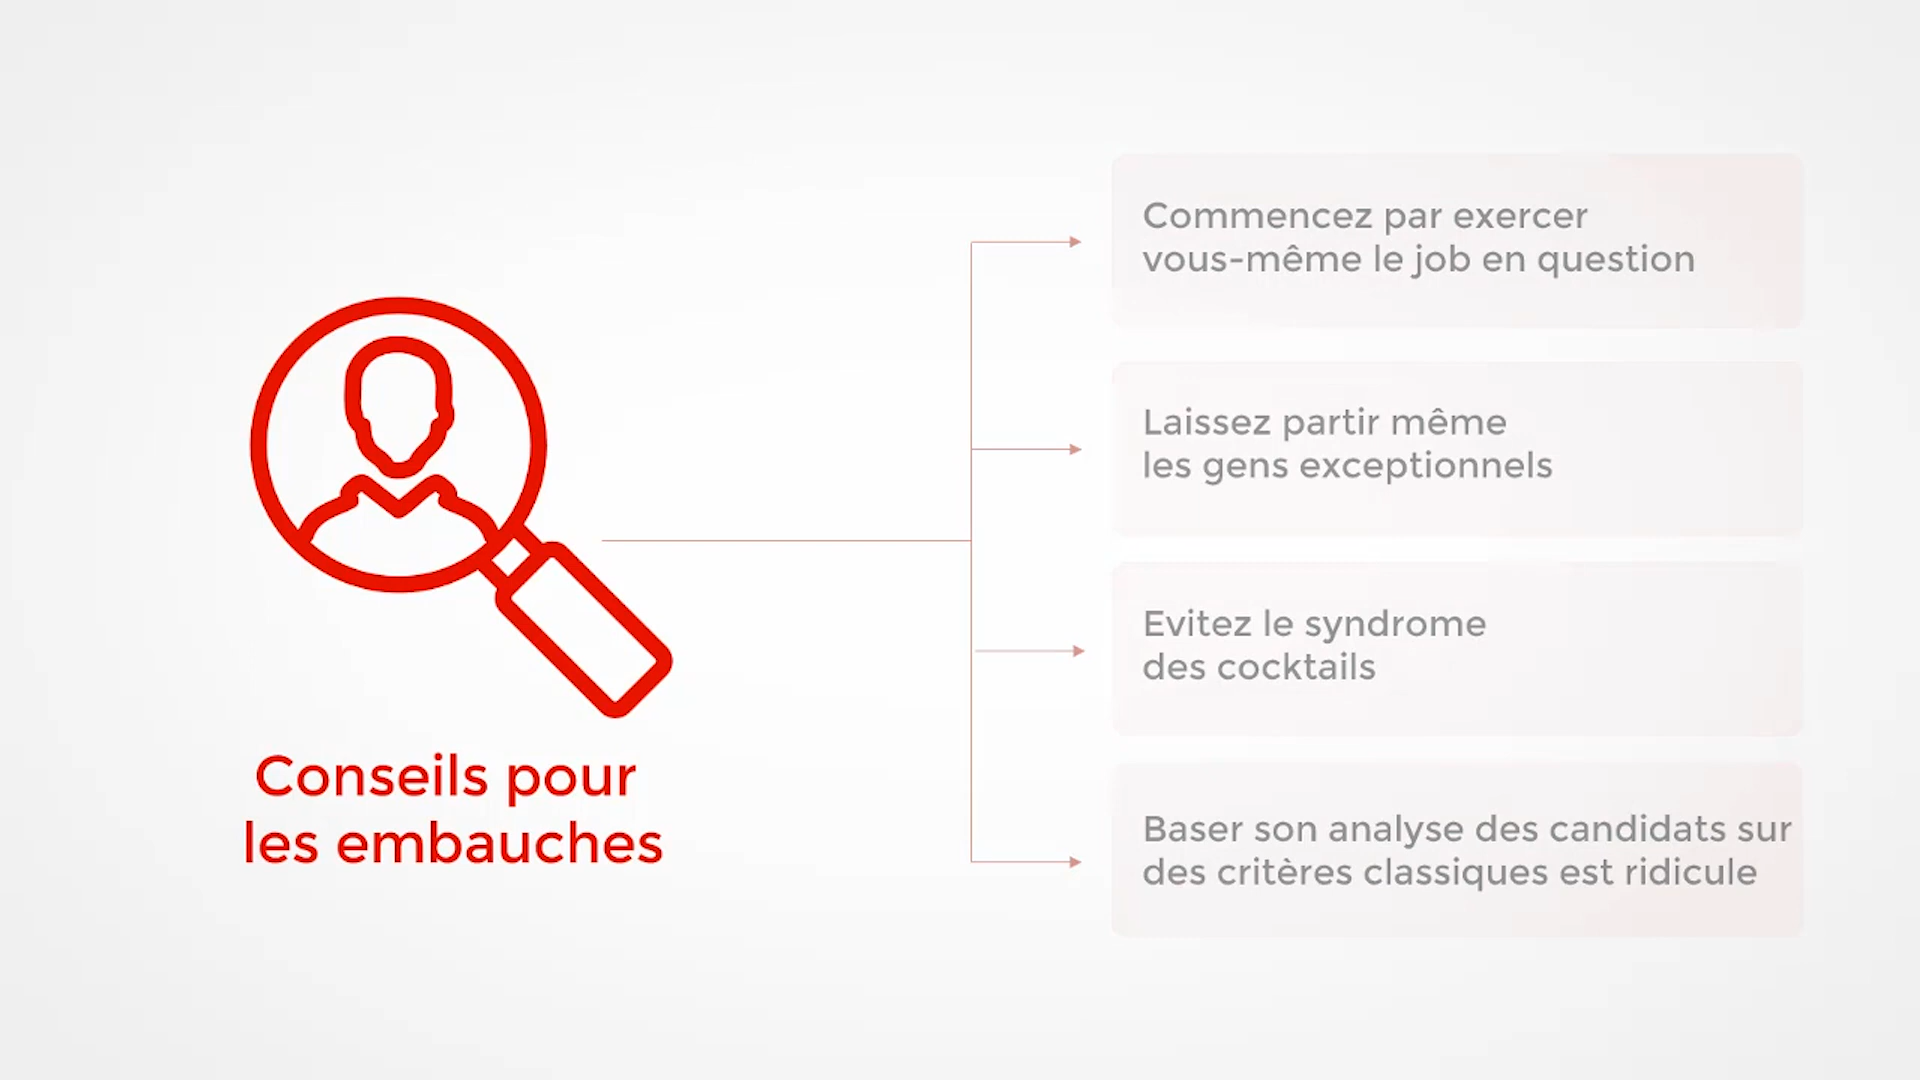 Conseils pour
les embauches
Commencez par exercer
vous-même le job en question
Laissez partir même
les gens exceptionnels
Evitez le syndrome
des cocktails
Baser son analyse des candidats sur
des critères classiques est ridicule